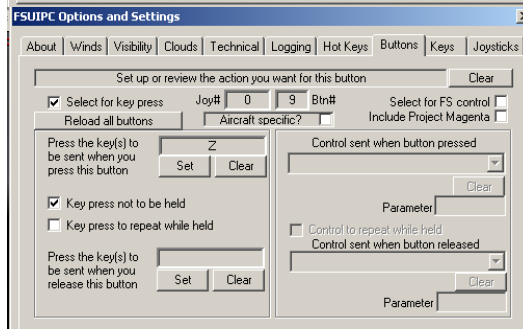 FSUIPC Options and Settings
About Winds Visibility Clouds Technical Logging Hot Keys Buttons Keys Joysticks
Set up or review the action you want for this button Clear
Select for key press Joy# 0 9 Btn# Select for FS control
Reload all buttons Aircraft specific? Include Project Magenta
Press the key(s) to
be sent when you
press this button
Z
Set Clear
Key press not to be held
Key press to repeat while held
Press the key(s) to
be sent when you
release this button
Set Clear
Control sent when button pressed
Clear
Parameter
Control to repeat while held
Control sent when button released
Clear
Parameter